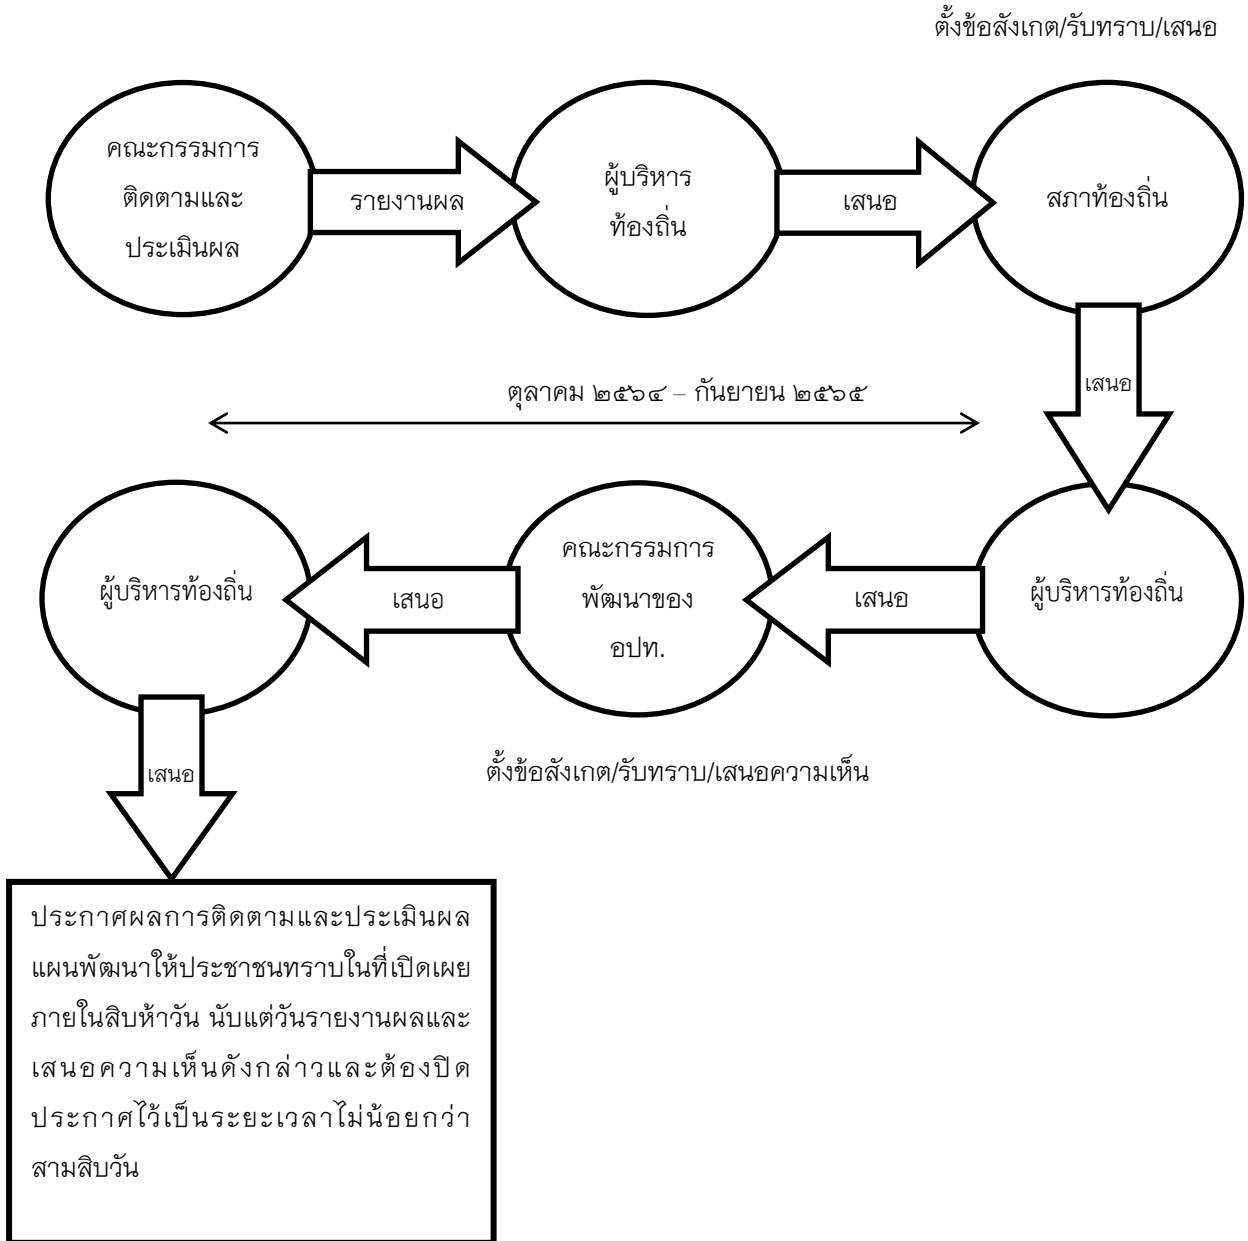 ตั้งข้อสังเกต/รับทราบ/เสนอ
คณะกรรมการ
ติดตามและ
ประเมินผล
รายงานผล
ผู้บริหาร
ท้องถิ่น
เสนอ
สภาท้องถิ่น
เสนอ
ตุลาคม ๒๕๖๔ – กันยายน ๒๕๖๕
ผู้บริหารท้องถิ่น
เสนอ
คณะกรรมการ
พัฒนาของ
อปท.
เสนอ
ผู้บริหารท้องถิ่น
ตั้งข้อสังเกต/รับทราบ/เสนอความเห็น
เสนอ
ประกาศผลการติดตามและประเมินผล
แผนพัฒนาให้ประชาชนทราบในที่เปิดเผย
ภายในสิบห้าวัน นับแต่วันรายงานผลและ
เสนอความเห็นดังกล่าวและต้องปิด
ประกาศไว้เป็นระยะเวลาไม่น้อยกว่า
สามสิบวัน